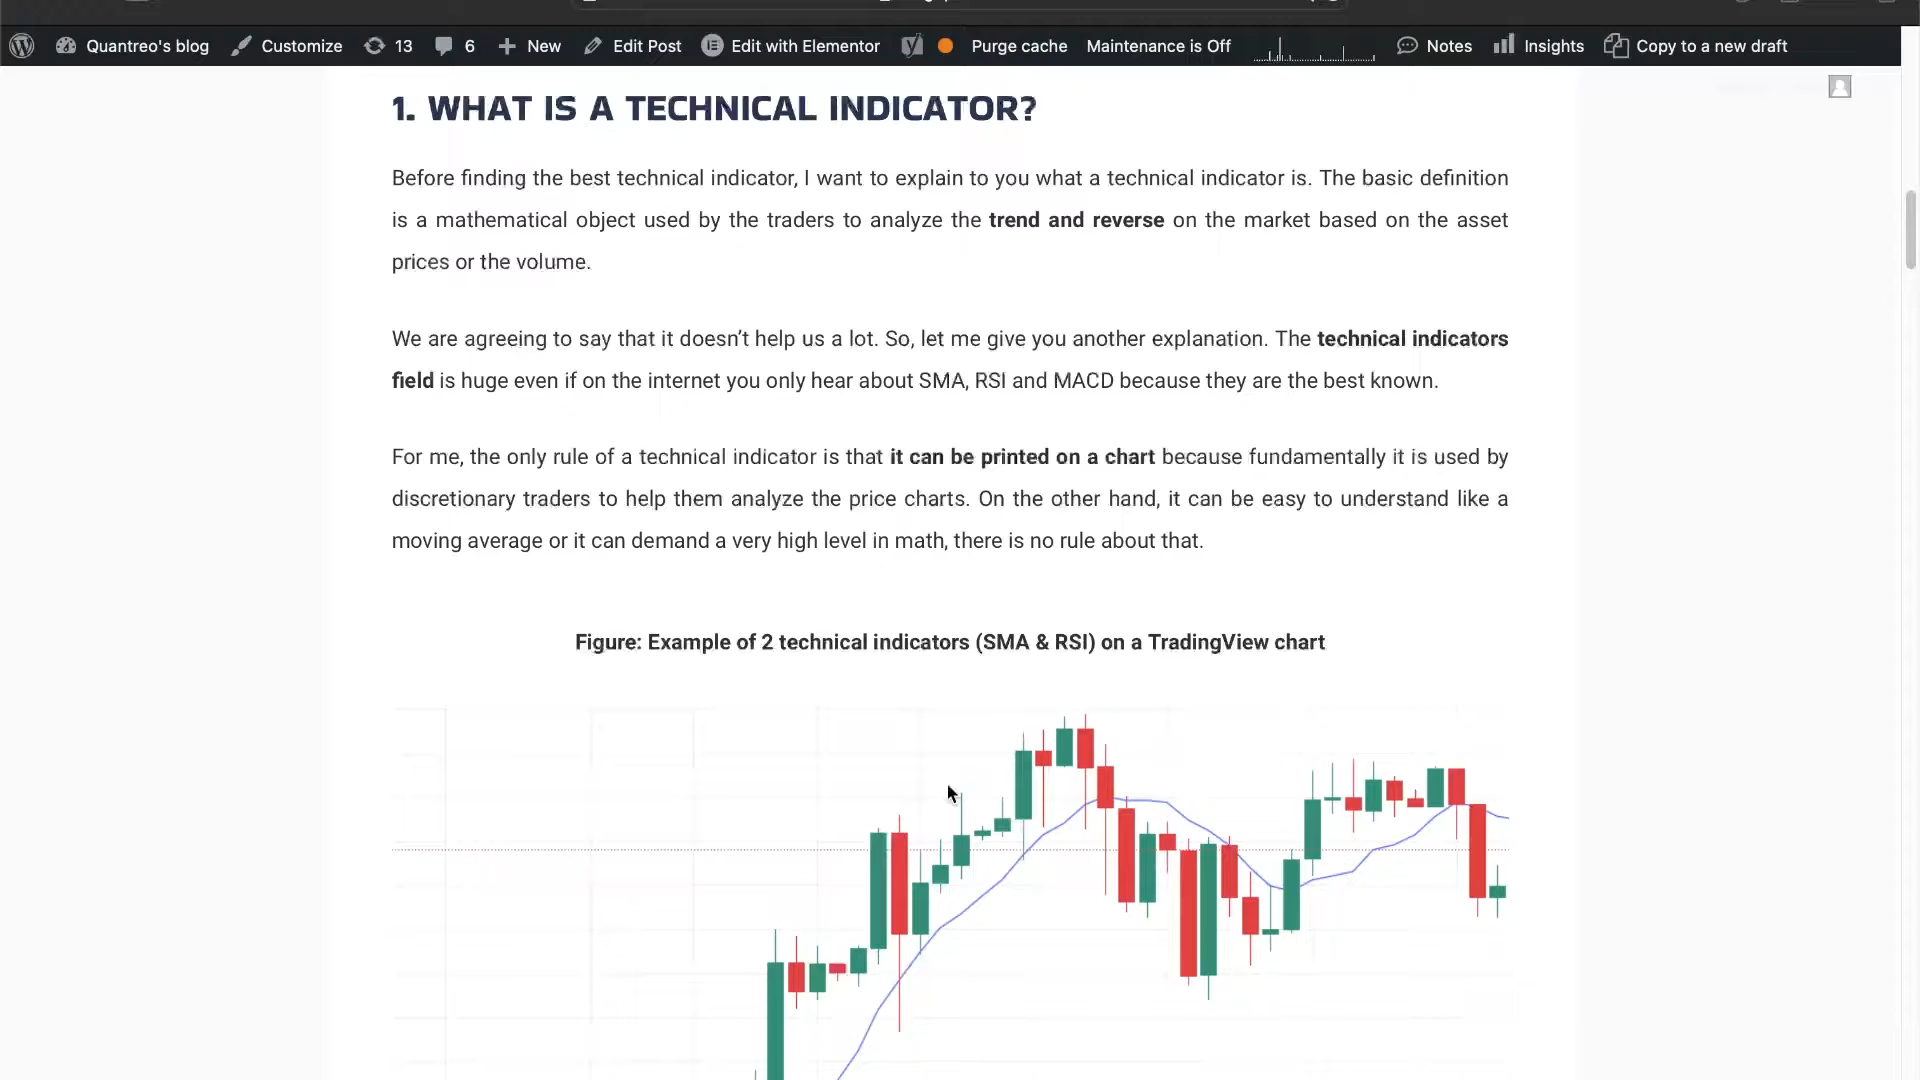 Quantreo's blog Customize 13 6 New Edit Post Edit with Elementor Purge cache Maintenance is Off Notes Insights Copy to a new draft
1. WHAT IS A TECHNICAL INDICATOR?
Before finding the best technical indicator, I want to explain to you what a technical indicator is. The basic definition
is a mathematical object used by the traders to analyze the trend and reverse on the market based on the asset
prices or the volume.
We are agreeing to say that it doesn’t help us a lot. So, let me give you another explanation. The technical indicators
field is huge even if on the internet you only hear about SMA, RSI and MACD because they are the best known.
For me, the only rule of a technical indicator is that it can be printed on a chart because fundamentally it is used by
discretionary traders to help them analyze the price charts. On the other hand, it can be easy to understand like a
moving average or it can demand a very high level in math, there is no rule about that.
Figure: Example of 2 technical indicators (SMA & RSI) on a TradingView chart